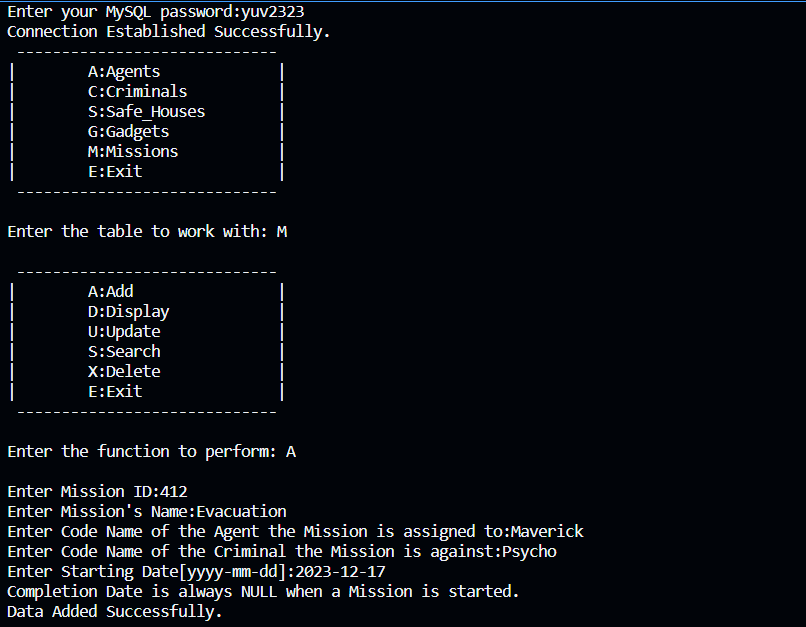 Enter your MySQL password:yuv2323
Connection Established Successfully.
-----------------------------
|        A:Agents             |
|        C:Criminals          |
|        S:Safe_Houses        |
|        G:Gadgets            |
|        M:Missions           |
|        E:Exit               |
-----------------------------
Enter the table to work with: M
-----------------------------
|        A:Add                |
|        D:Display            |
|        U:Update             |
|        S:Search             |
|        X:Delete             |
|        E:Exit               |
-----------------------------
Enter the function to perform: A
Enter Mission ID:412
Enter Mission's Name:Evacuation
Enter Code Name of the Agent the Mission is assigned to:Maverick
Enter Code Name of the Criminal the Mission is against:Psycho
Enter Starting Date[yyyy-mm-dd]:2023-12-17
Completion Date is always NULL when a Mission is started.
Data Added Successfully.